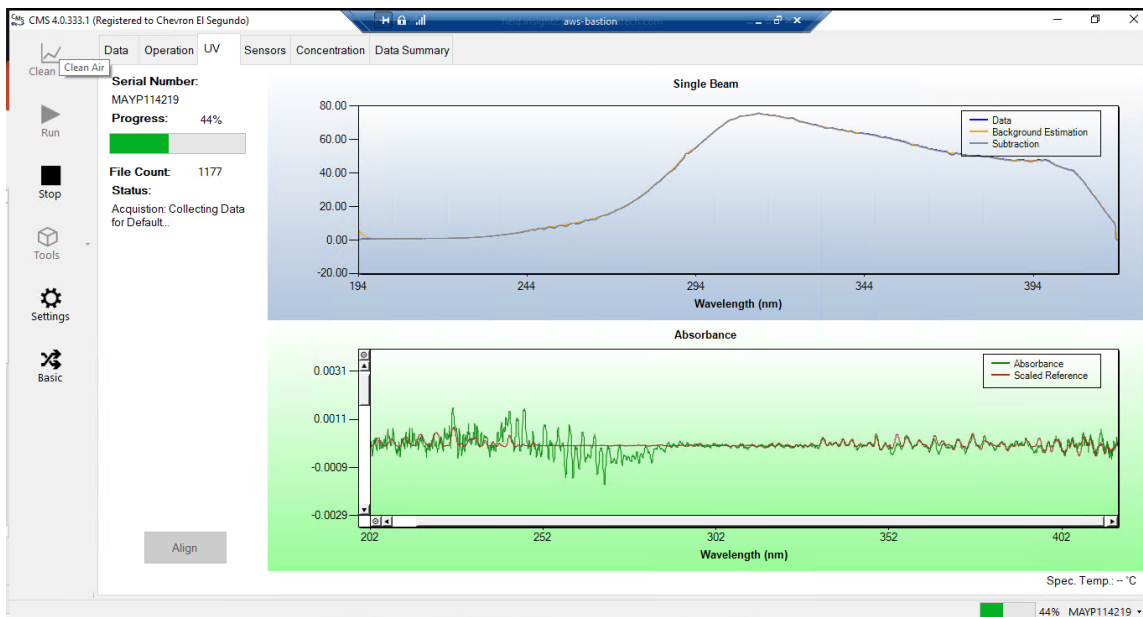 CMS 4.0.333.1 (Registered to Chevron El Segundo)
aws-bastion
Data Operation UV Sensors Concentration Data Summary
Clean
Clean Air
Run
Stop
Tools
Settings
Basic
Serial Number:
MAYP114219
Progress: 44%
File Count: 1177
Status:
Acquistion: Collecting Data
for Default...
Align
Single Beam
80.00
60.00
40.00
20.00
0.00
-20.00
194 244 294 344 394
Wavelength (nm)
Data
Background Estimation
Subtraction
Absorbance
0.0031
0.0011
-0.0009
-0.0029
202 252 302 352 402
Wavelength (nm)
Absorbance
Scaled Reference
Spec. Temp.: -- °C
44% MAYP114219